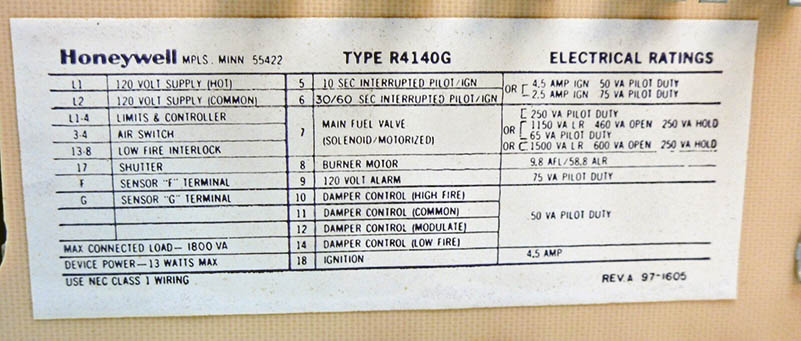 Honeywell MPLS. MINN 55422 TYPE R4140G ELECTRICAL RATINGS
L1 120 VOLT SUPPLY (HOT) 5 10 SEC INTERRUPTED PILOT/IGN OR [ 4.5 AMP IGN 50 VA PILOT DUTY
L2 120 VOLT SUPPLY (COMMON) 6 30/60 SEC INTERRUPTED PILOT/IGN 2.5 AMP IGN 75 VA PILOT DUTY
L1-4 LIMITS & CONTROLLER 7 MAIN FUEL VALVE [ 250 VA PILOT DUTY
3-4 AIR SWITCH (SOLENOID/MOTORIZED) OR [ 1150 VA LR 460 VA OPEN 250 VA HOLD
65 VA PILOT DUTY
13-8 LOW FIRE INTERLOCK OR [ 1500 VA LR 600 VA OPEN 250 VA HOLD
17 SHUTTER 8 BURNER MOTOR 9.8 AFL/58.8 ALR
F SENSOR "F" TERMINAL 9 120 VOLT ALARM 75 VA PILOT DUTY
G SENSOR "G" TERMINAL 10 DAMPER CONTROL (HIGH FIRE)
11 DAMPER CONTROL (COMMON) 50 VA PILOT DUTY
12 DAMPER CONTROL (MODULATE)
MAX CONNECTED LOAD— 1800 VA 14 DAMPER CONTROL (LOW FIRE)
DEVICE POWER—13 WATTS MAX 18 IGNITION 4.5 AMP
USE NEC CLASS 1 WIRING REV.A 97-1605